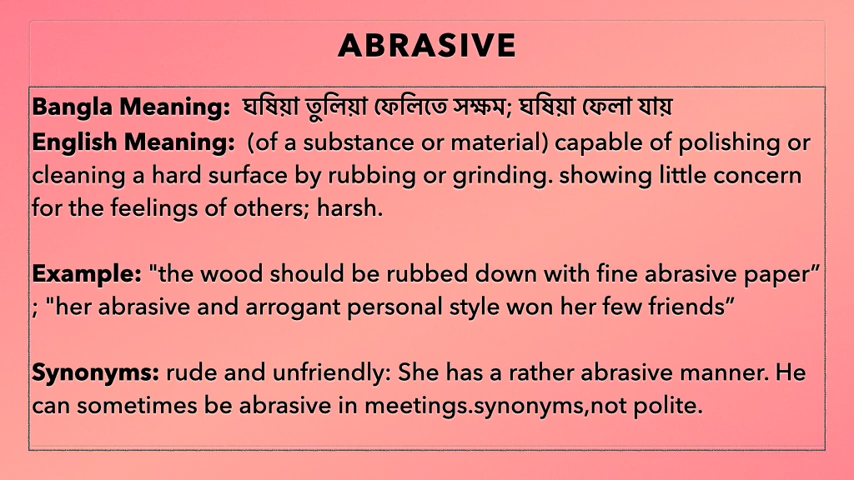 ABRASIVE
Bangla Meaning: ঘষিয়া তুলিয়া ফেলিতে সক্ষম; ঘষিয়া ফেলা যায়
English Meaning: (of a substance or material) capable of polishing or
cleaning a hard surface by rubbing or grinding. showing little concern
for the feelings of others; harsh.
Example: "the wood should be rubbed down with fine abrasive paper”
; "her abrasive and arrogant personal style won her few friends”
Synonyms: rude and unfriendly: She has a rather abrasive manner. He
can sometimes be abrasive in meetings.synonyms,not polite.